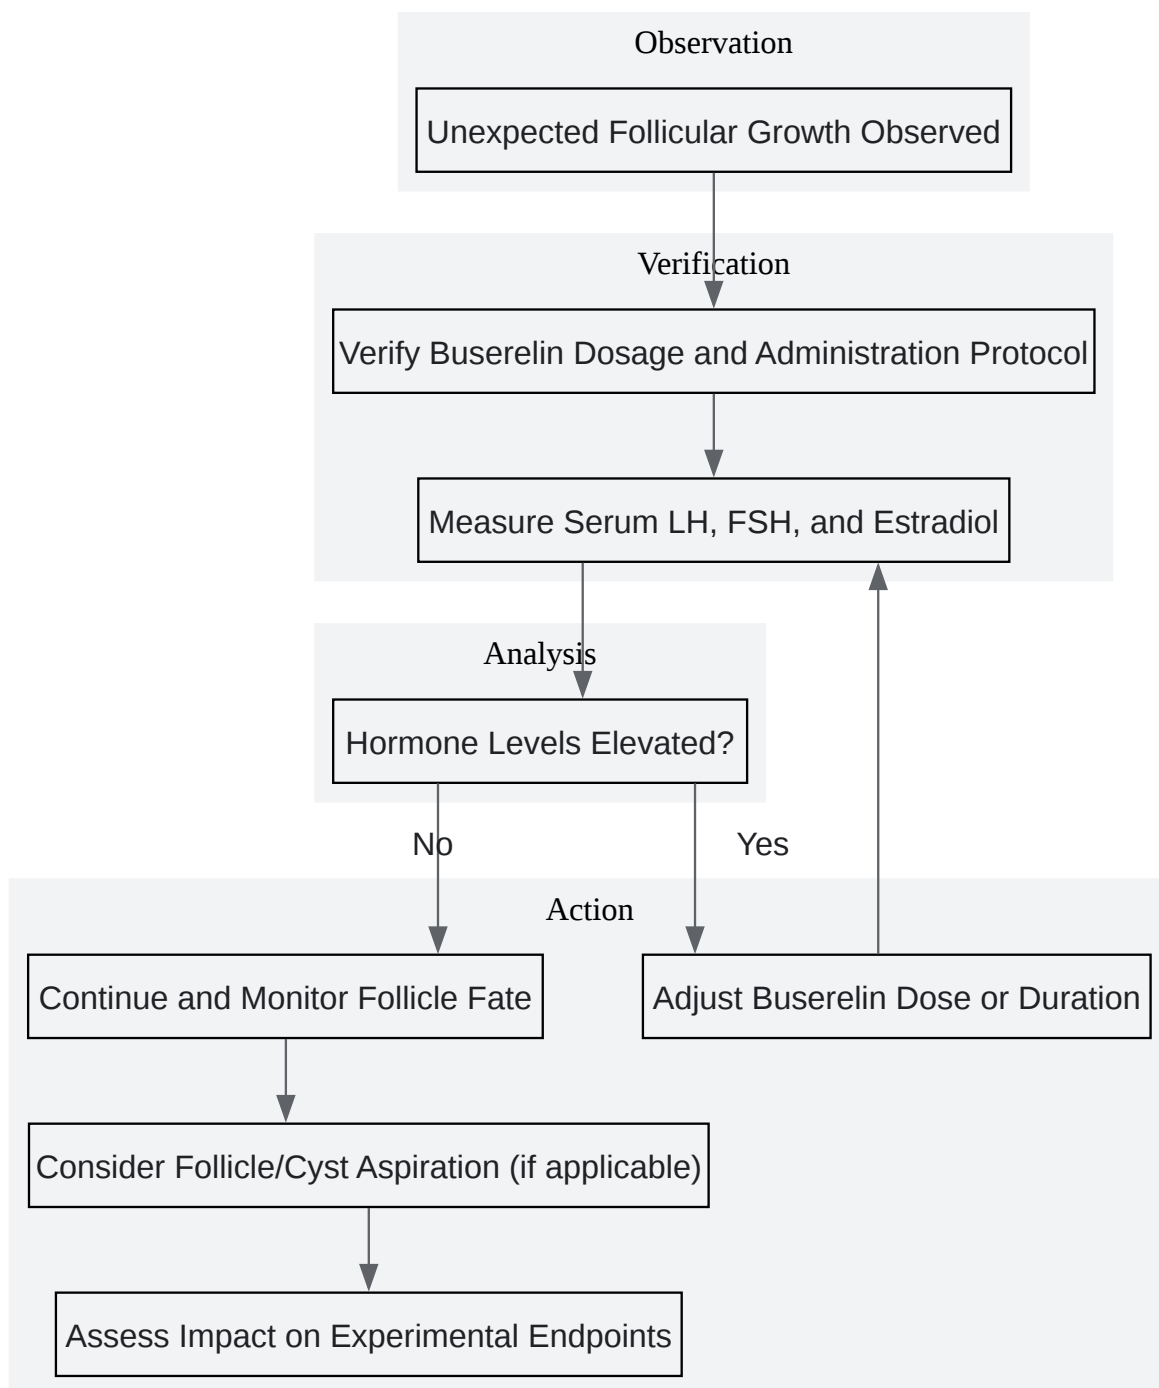 Observation
Unexpected Follicular Growth Observed
Verification
Verify Buserelin Dosage and Administration Protocol
Measure Serum LH, FSH, and Estradiol
Analysis
Hormone Levels Elevated?
No
Yes
Action
Continue and Monitor Follicle Fate
Adjust Buserelin Dose or Duration
Consider Follicle/Cyst Aspiration (if applicable)
Assess Impact on Experimental Endpoints